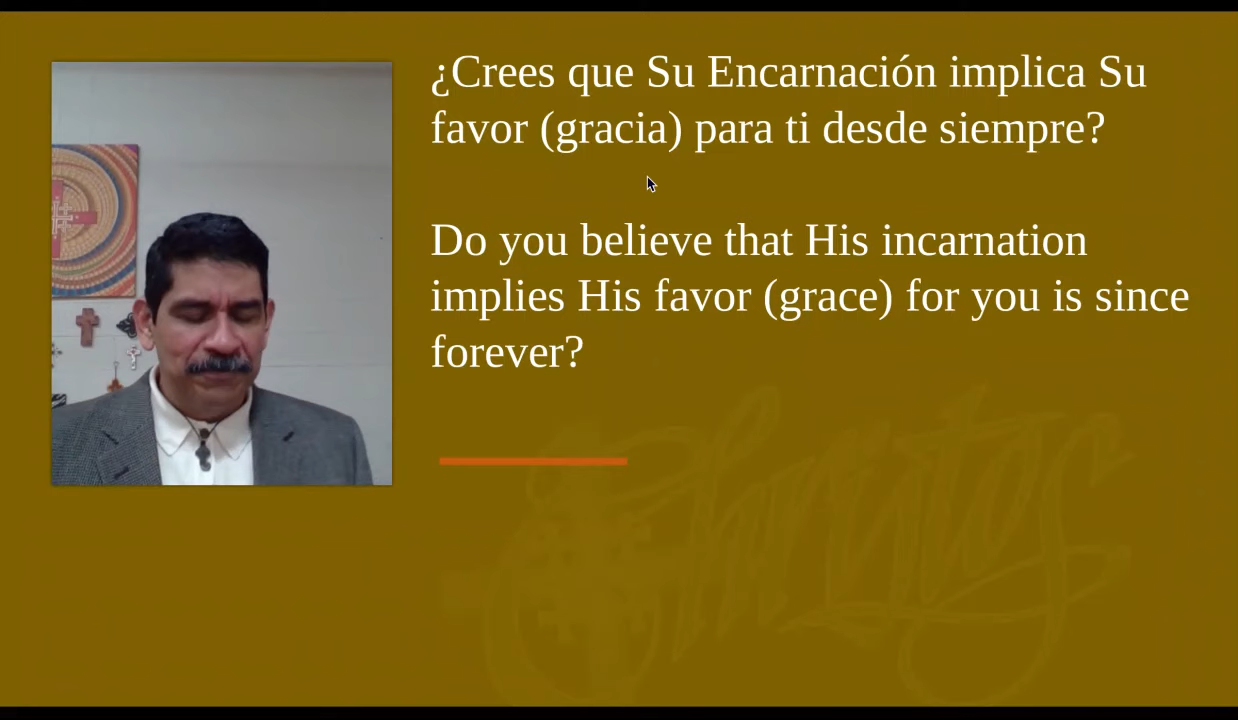 ¿Crees que Su Encarnación implica Su
favor (gracia) para ti desde siempre?
Do you believe that His incarnation
implies His favor (grace) for you is since
forever?